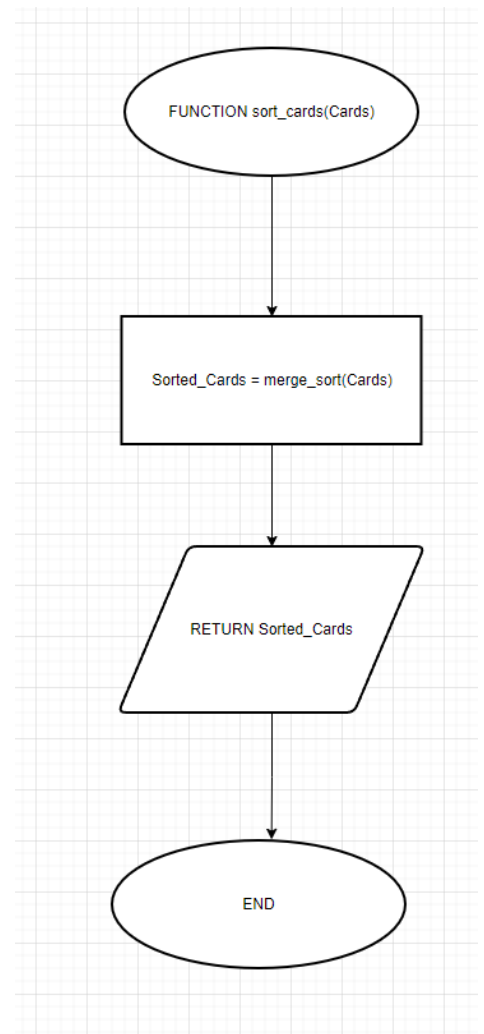 FUNCTION sort_cards(Cards)
Sorted_Cards = merge_sort(Cards)
RETURN Sorted_Cards
END